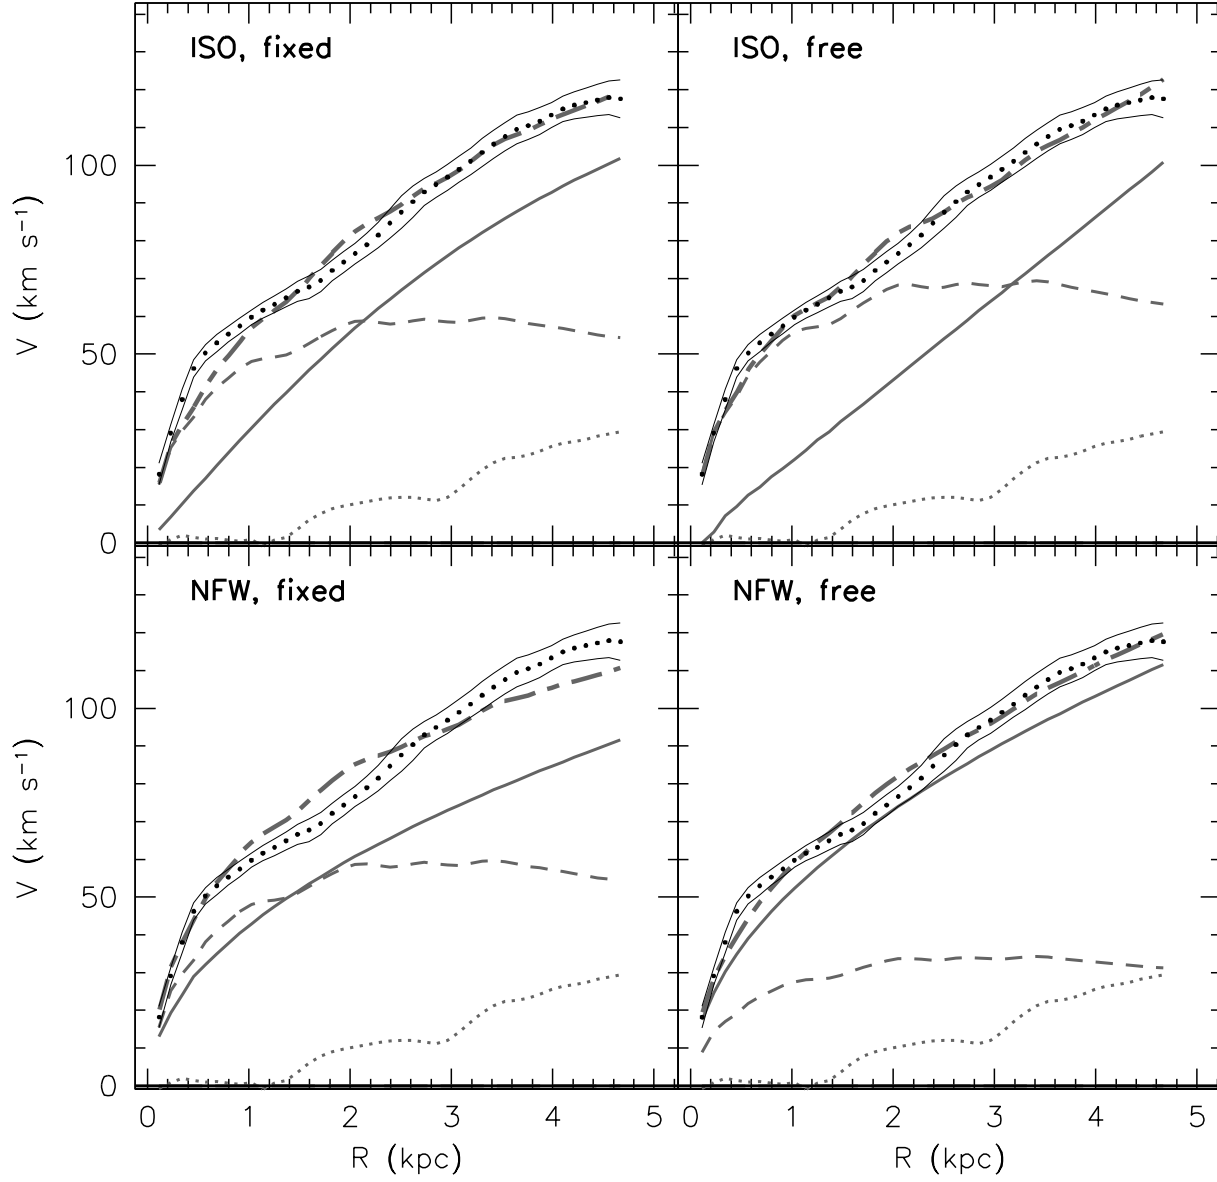 ISO, fixed
ISO, free
100
50
0
V (km s⁻¹)
NFW, fixed
NFW, free
100
50
0
V (km s⁻¹)
0 1 2 3 4 5 0 1 2 3 4 5
R (kpc) R (kpc)